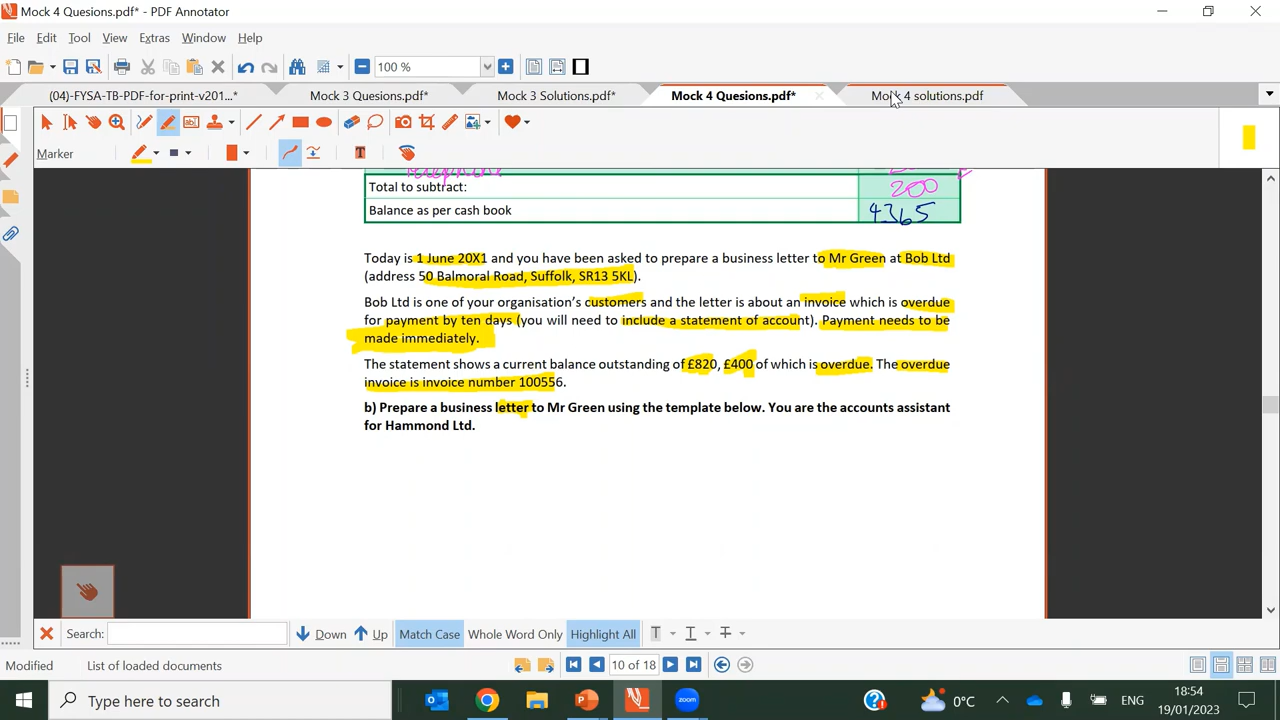 Mock 4 Quesions.pdf* - PDF Annotator
File Edit Tool View Extras Window Help
100 %
(04)-FYSA-TB-PDF-for-print-v201...* Mock 3 Quesions.pdf* Mock 3 Solutions.pdf* Mock 4 Quesions.pdf* Mock 4 solutions.pdf
Marker
Total to subtract: 200
Balance as per cash book 4365
Today is 1 June 20X1 and you have been asked to prepare a business letter to Mr Green at Bob Ltd
(address 50 Balmoral Road, Suffolk, SR13 5KL).
Bob Ltd is one of your organisation's customers and the letter is about an invoice which is overdue
for payment by ten days (you will need to include a statement of account). Payment needs to be
made immediately.
The statement shows a current balance outstanding of £820, £400 of which is overdue. The overdue
invoice is invoice number 100556.
b) Prepare a business letter to Mr Green using the template below. You are the accounts assistant
for Hammond Ltd.
Search: Down Up Match Case Whole Word Only Highlight All
10 of 18
Modified List of loaded documents
Type here to search
zoom
0°C
ENG
18:54
19/01/2023